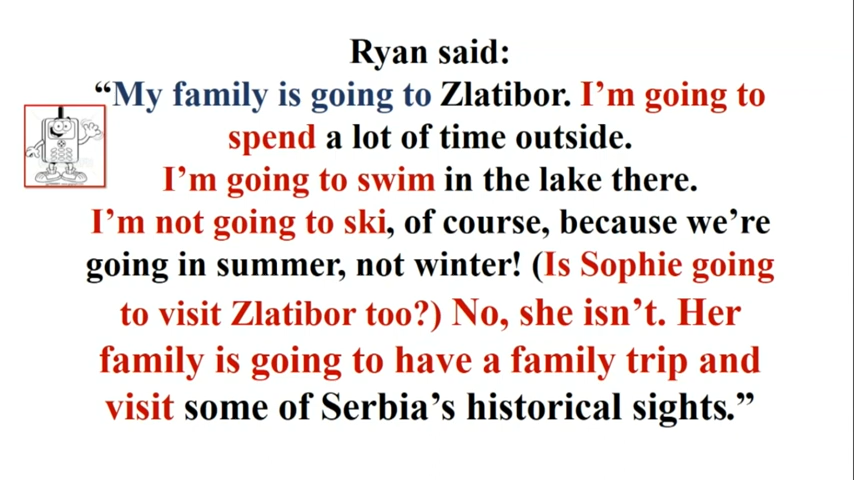 Ryan said:
“My family is going to Zlatibor. I’m going to
spend a lot of time outside.
I’m going to swim in the lake there.
I’m not going to ski, of course, because we’re
going in summer, not winter! (Is Sophie going
to visit Zlatibor too?) No, she isn’t. Her
family is going to have a family trip and
visit some of Serbia’s historical sights.”